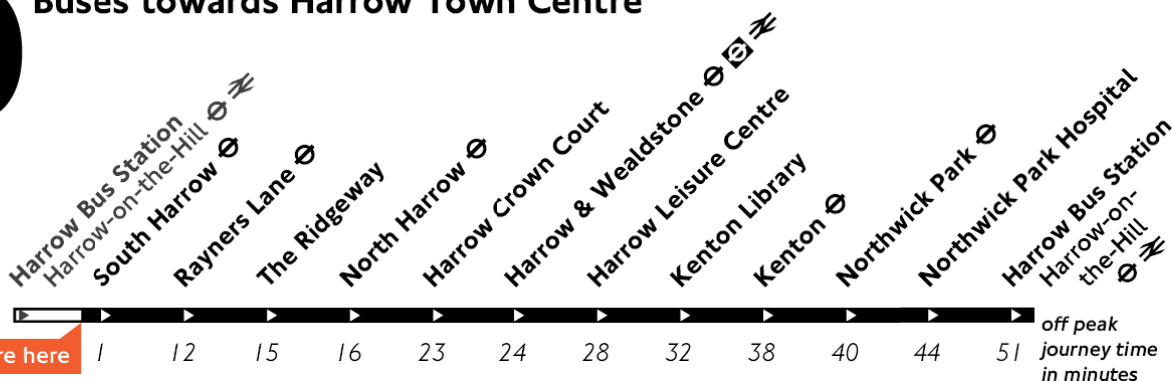 Buses towards Harrow Town Centre
Harrow Bus Station
Harrow-on-the-Hill
South Harrow
Rayners Lane
The Ridgeway
North Harrow
Harrow Crown Court
Harrow & Wealdstone
Harrow Leisure Centre
Kenton Library
Kenton
Northwick Park
Northwick Park Hospital
Harrow Bus Station
Harrow-on-
the-Hill
re here
1 12 15 16 23 24 28 32 38 40 44 51
off peak
journey time
in minutes